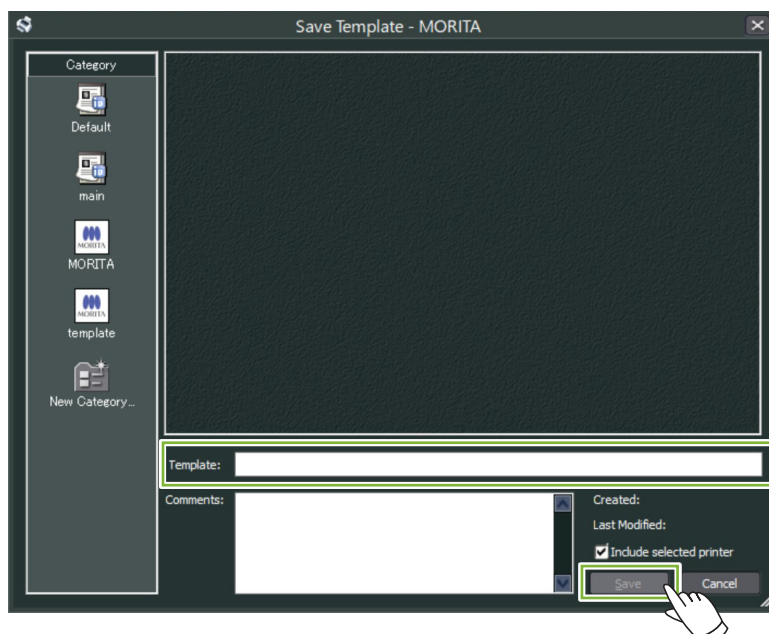 Save Template - MORITA
Category
Default
main
MORITA
MORITA
MORITA
template
New Category...
Template:
Comments:
Created:
Last Modified:
Include selected printer
Save
Cancel